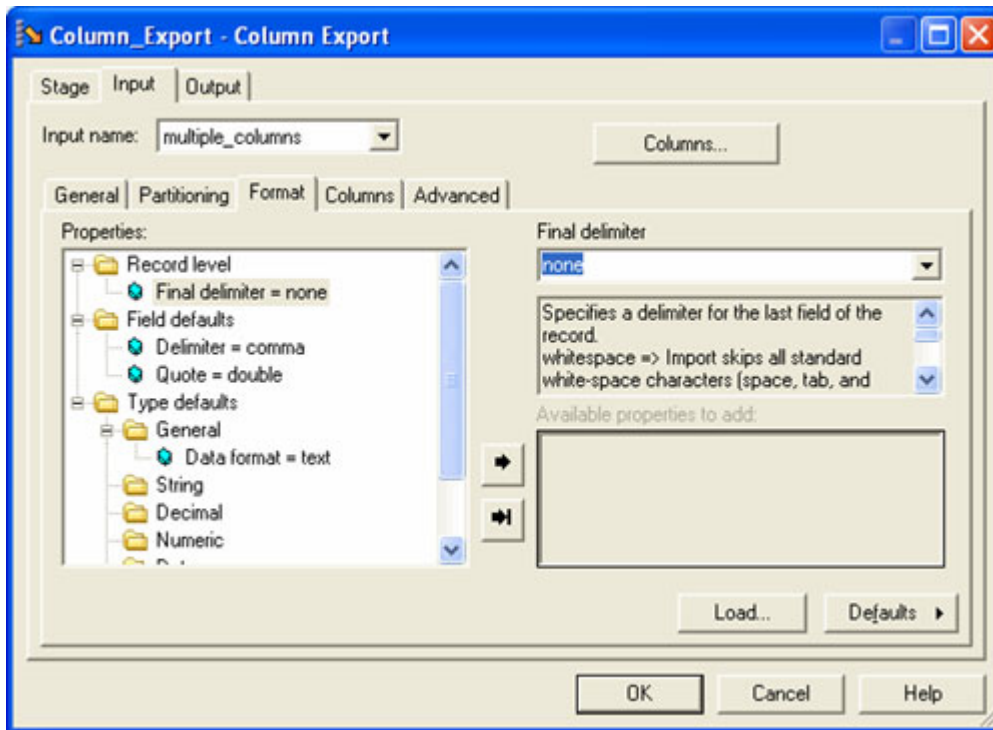 Column_Export - Column Export
Stage Input Output
Input name: multiple_columns Columns...
General Partitioning Format Columns Advanced
Properties:
Record level
Final delimiter = none
Field defaults
Delimiter = comma
Quote = double
Type defaults
General
Data format = text
String
Decimal
Numeric
Final delimiter
none
Specifies a delimiter for the last field of the
record.
whitespace => Import skips all standard
white-space characters (space, tab, and
Available properties to add:
Load... Defaults
OK Cancel Help